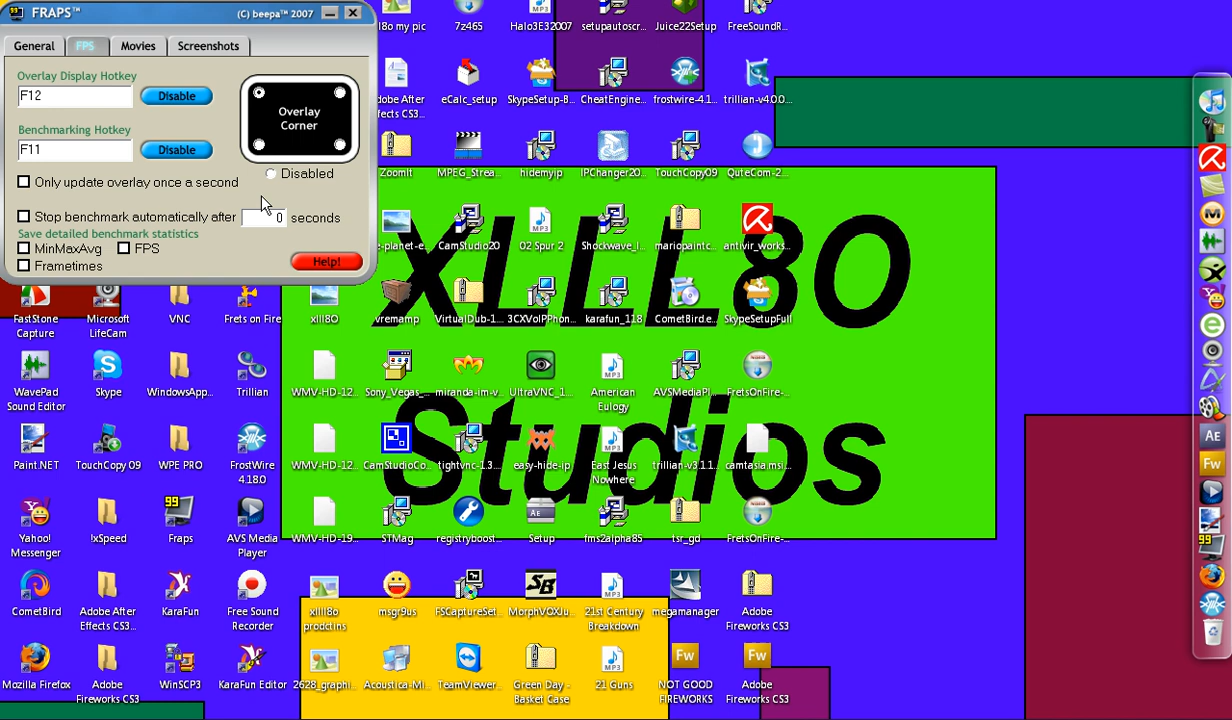 FRAPS™ (C) beepa™ 2007
General FPS Movies Screenshots
Overlay Display Hotkey
F12 Disable
Overlay
Corner
Benchmarking Hotkey
F11 Disable
Disabled
Only update overlay once a second
Stop benchmark automatically after 0 seconds
Save detailed benchmark statistics
MinMaxAvg FPS
Frametimes
Help!
XLLL80
Studios
7z465 Halo3E32007 setupautoscr... Juice22Setup FreeSoundR...
eCalc_setup SkypeSetup-B... CheatEngine... frostwire-4.1... trillian-v4.0.0...
ZoomIt MPEG_Strea... hidemyip IPChanger20... TouchCopy09 QuteCom-2...
CamStudio20 02 Spur 2 Shockwave_I... mariopaintc... antivir_works...
FastStone
Capture
Microsoft
LifeCam
VNC
Frets on Fire
xlll80
vremamp
VirtualDub-1...
3CXVoIPPhon...
karafun_118
CometBird.e...
SkypeSetupFull
WavePad
Sound Editor
Skype
WindowsApp...
Trillian
WMV-HD-12...
Sony_Vegas_...
miranda-im-v...
UltraVNC_1...
American
Eulogy
AVSMediaPl...
FretsOnFire-...
Paint.NET
TouchCopy 09
WPE PRO
FrostWire
4.18.0
WMV-HD-12...
CamStudioCo...
tightvnc-1.3...
easy-hide-ip
East Jesus
Nowhere
trillian-v3.1.1...
camtasia.msi...
Yahoo!
Messenger
!xSpeed
Fraps
AVS Media
Player
WMV-HD-19...
STMag
registryboost...
Setup
fms2alpha85
tsr_gd
FretsOnFire-...
CometBird
Adobe After
Effects CS3...
KaraFun
Free Sound
Recorder
xlll8o
prodctins
msgr9us
FSCaptureSet...
MorphVOXJu...
21st Century
Breakdown
megamanager
Adobe
Fireworks CS3
Mozilla Firefox
Adobe
Fireworks CS3
WinSCP3
KaraFun Editor
2628_graphi...
Acoustica-Mi...
TeamViewer...
Green Day -
Basket Case
21 Guns
NOT GOOD
FIREWORKS
Adobe
Fireworks CS3